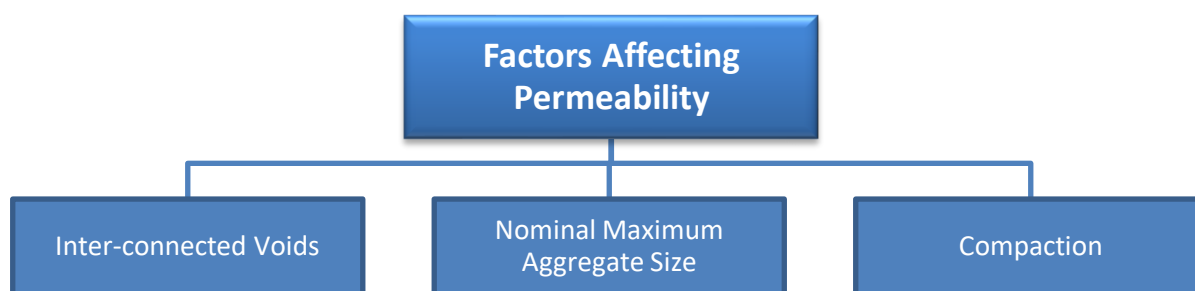 Factors Affecting
Permeability
Inter-connected Voids
Nominal Maximum
Aggregate Size
Compaction